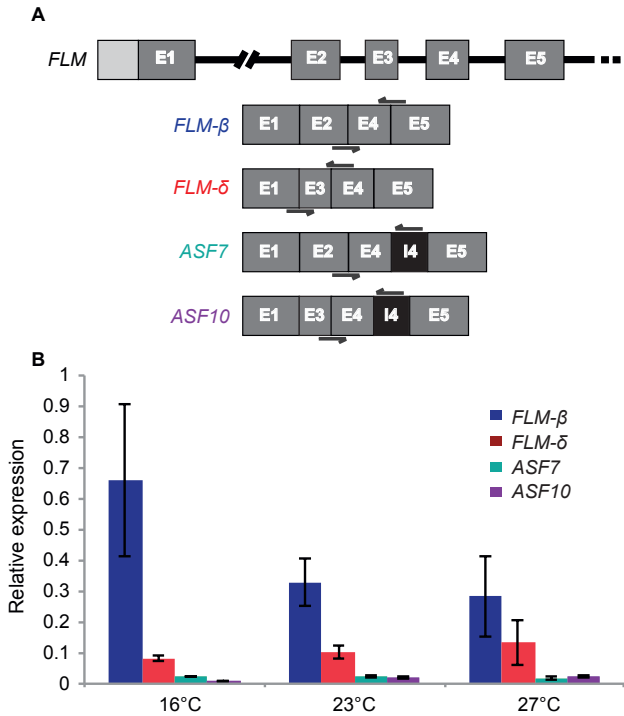 A
FLM E1 E2 E3 E4 E5
FLM-β E1 E2 E4 E5
FLM-δ E1 E3 E4 E5
ASF7 E1 E2 E4 I4 E5
ASF10 E1 E3 E4 I4 E5
B
Relative expression
1
0.9
0.8
0.7
0.6
0.5
0.4
0.3
0.2
0.1
0
FLM-β
FLM-δ
ASF7
ASF10
16°C 23°C 27°C